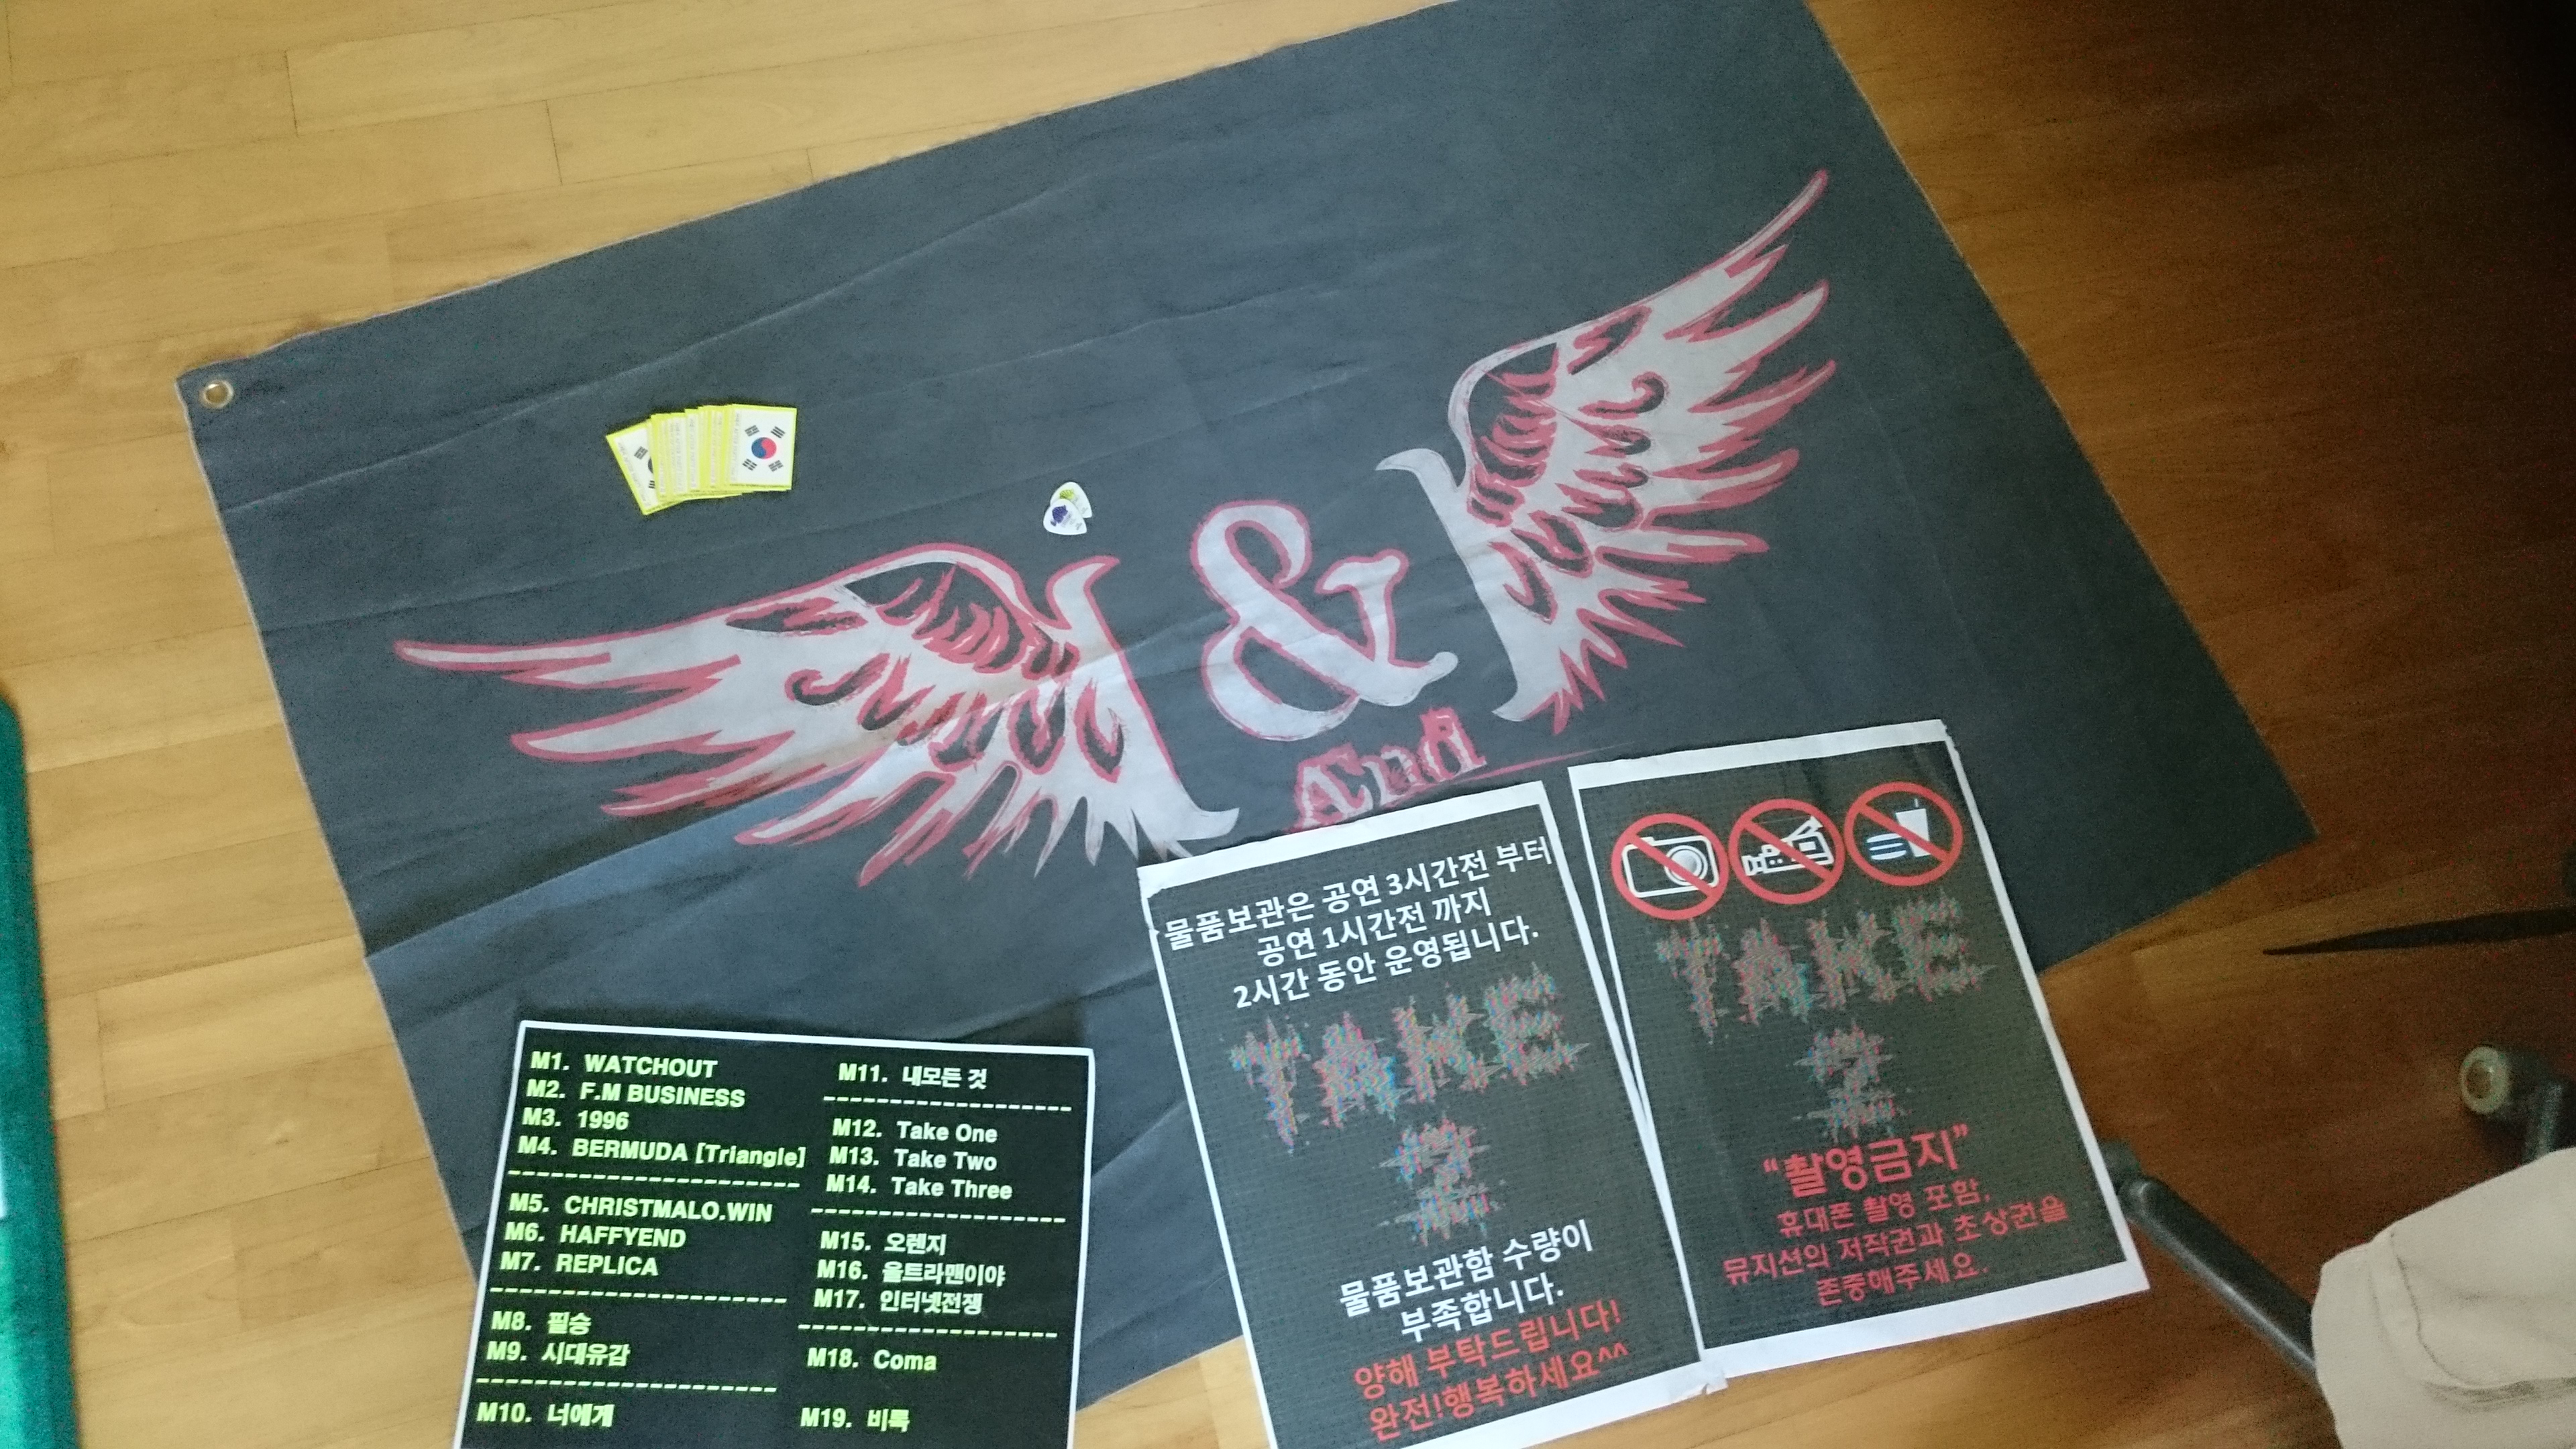 &
And
물품보관은 공연 3시간전 부터
공연 1시간전 까지
2시간 동안 운영됩니다.
TAKE
2
물품보관함 수량이
부족합니다.
양해 부탁드립니다!
완전!행복하세요^^
TAKE
2
“촬영금지”
휴대폰 촬영 포함,
뮤지션의 저작권과 초상권을
존중해주세요.
M1. WATCHOUT
M2. F.M BUSINESS
M3. 1996
M4. BERMUDA [Triangle]
M5. CHRISTMALO.WIN
M6. HAFFYEND
M7. REPLICA
M8. 필승
M9. 시대유감
M10. 너에게
M11. 내모든 것
M12. Take One
M13. Take Two
M14. Take Three
M15. 오렌지
M16. 울트라맨이야
M17. 인터넷전쟁
M18. Coma
M19. 비록